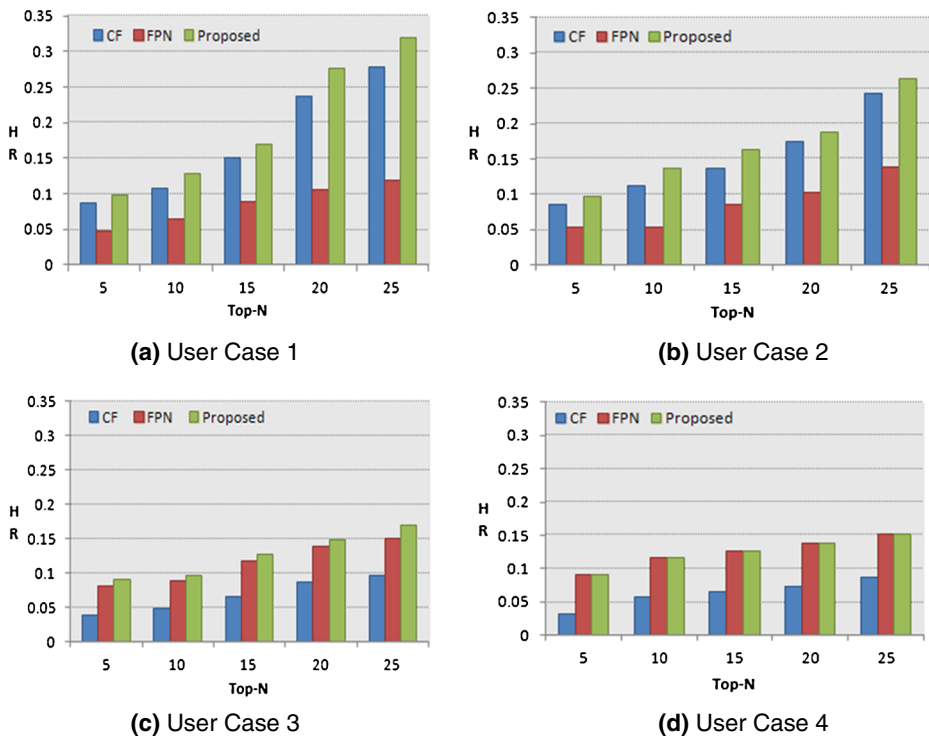 0.35
0.3
0.25
0.2
0.15
0.1
0.05
0
H
R
CF FPN Proposed
5 10 15 20 25
Top-N
(a) User Case 1
0.35
0.3
0.25
0.2
0.15
0.1
0.05
0
H
R
CF FPN Proposed
5 10 15 20 25
Top-N
(b) User Case 2
0.35
0.3
0.25
0.2
0.15
0.1
0.05
0
H
R
CF FPN Proposed
5 10 15 20 25
Top-N
(c) User Case 3
0.35
0.3
0.25
0.2
0.15
0.1
0.05
0
H
R
CF FPN Proposed
5 10 15 20 25
Top-N
(d) User Case 4